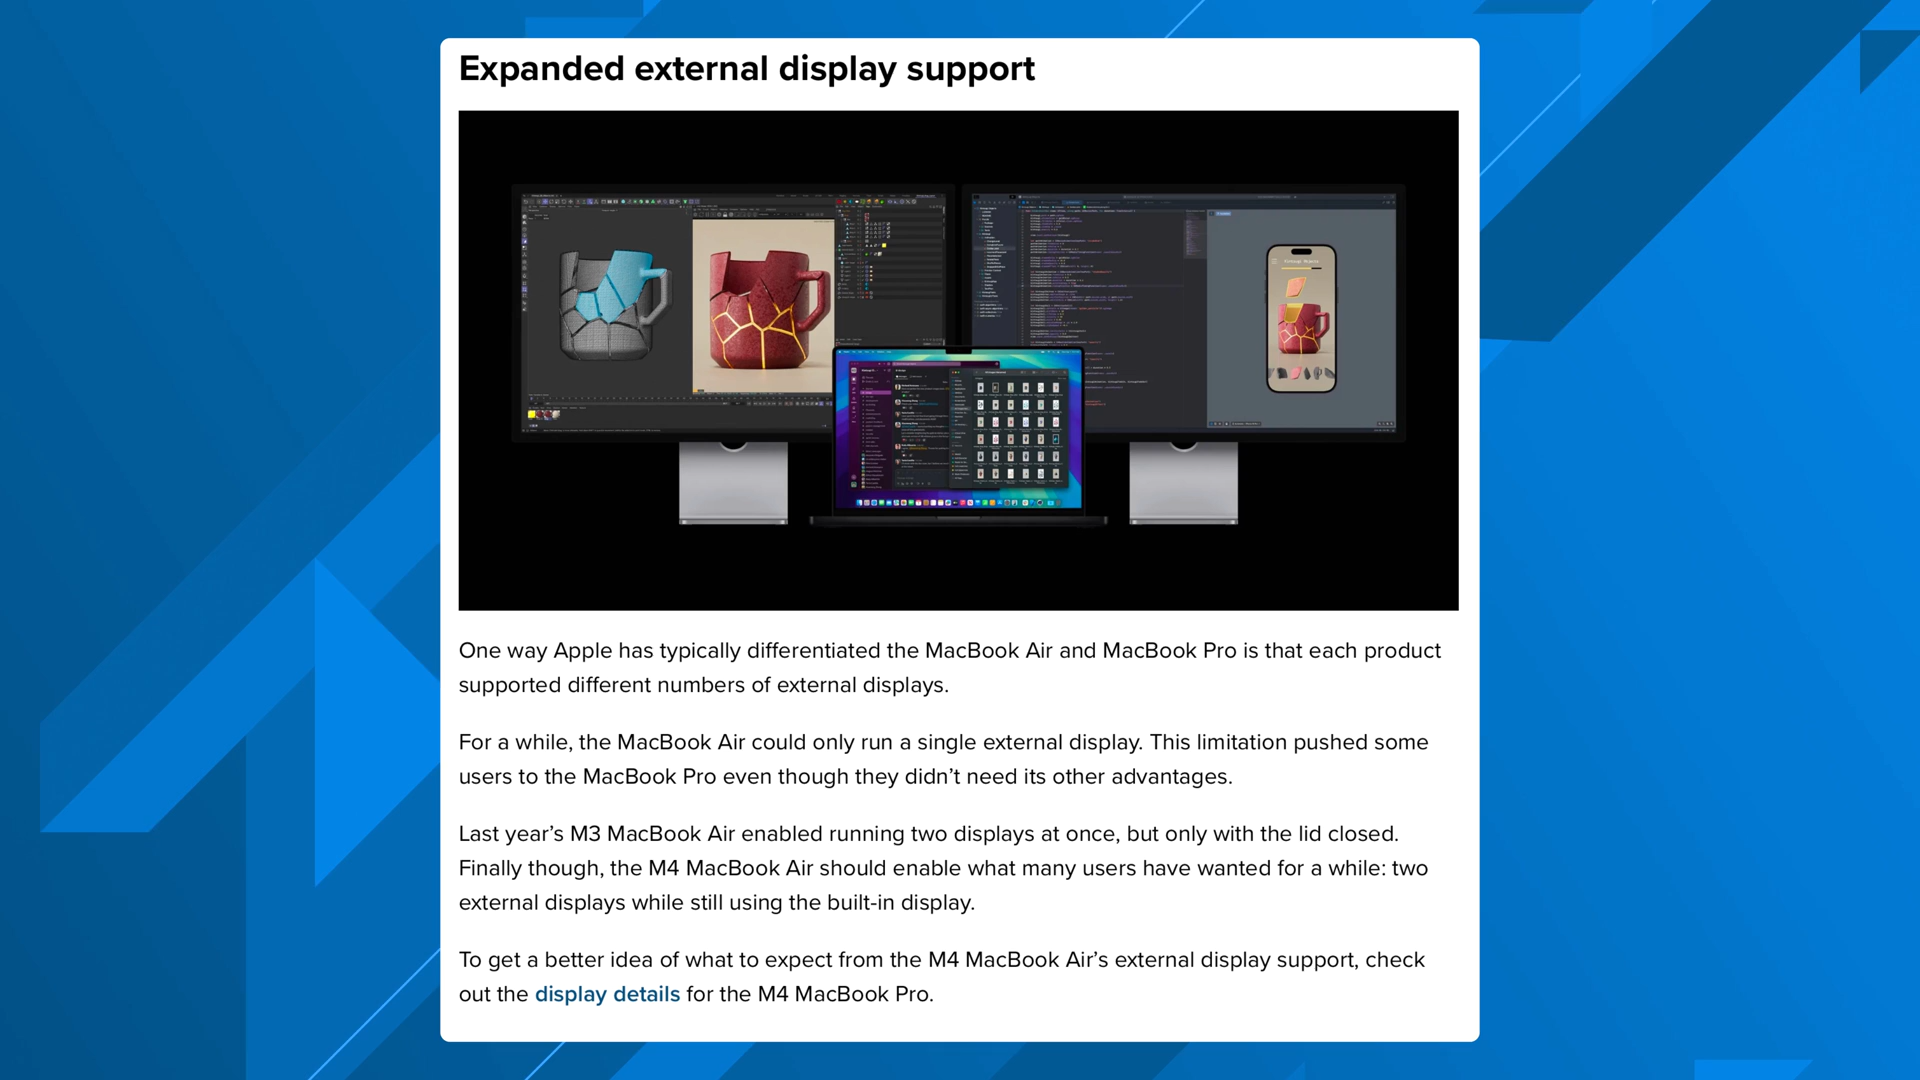 Expanded external display support
One way Apple has typically differentiated the MacBook Air and MacBook Pro is that each product
supported different numbers of external displays.
For a while, the MacBook Air could only run a single external display. This limitation pushed some
users to the MacBook Pro even though they didn’t need its other advantages.
Last year’s M3 MacBook Air enabled running two displays at once, but only with the lid closed.
Finally though, the M4 MacBook Air should enable what many users have wanted for a while: two
external displays while still using the built-in display.
To get a better idea of what to expect from the M4 MacBook Air’s external display support, check
out the display details for the M4 MacBook Pro.